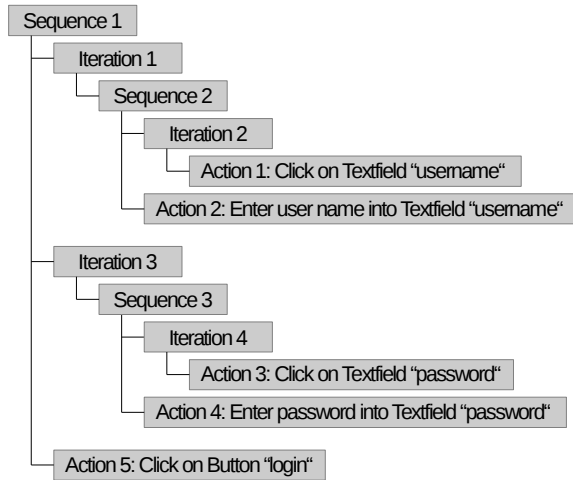 Sequence 1
Iteration 1
Sequence 2
Iteration 2
Action 1: Click on Textfield “username“
Action 2: Enter user name into Textfield “username“
Iteration 3
Sequence 3
Iteration 4
Action 3: Click on Textfield “password“
Action 4: Enter password into Textfield “password“
Action 5: Click on Button “login“